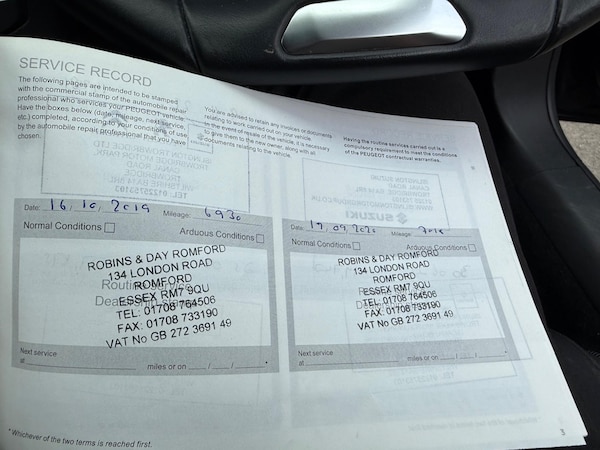 SERVICE RECORD
The following pages are intended to be stamped
with the commercial stamp of the automobile repair
professional who services your PEUGEOT vehicle.
Have the boxes below (date, mileage, next service,
etc.) completed, according to your conditions of use
by the automobile repair professional that you have
chosen.
You are advised to retain any invoices or documents
relating to work carried out on your vehicle.
In the event of resale of the vehicle, it is necessary
to give them to the new owner, along with all
documents relating to the vehicle.
Having the routine services carried out is a
compulsory requirement to meet the conditions
of the PEUGEOT contractual warranties.
Date: 16, 10, 2019 Mileage: 6930
Normal Conditions Arduous Conditions
ROBINS & DAY ROMFORD
134 LONDON ROAD
ROMFORD
ESSEX RM7 9QU
TEL: 01708 764506
FAX: 01708 733190
VAT No GB 272 3691 49
Next service
at miles or on / /
Date: 17, 09, 2020 Mileage:
Normal Conditions Arduous Conditions
ROBINS & DAY ROMFORD
134 LONDON ROAD
ROMFORD
ESSEX RM7 9QU
TEL: 01708 764506
FAX: 01708 733190
VAT No GB 272 3691 49
Next service
at miles or on / /
* Whichever of the two terms is reached first.
3